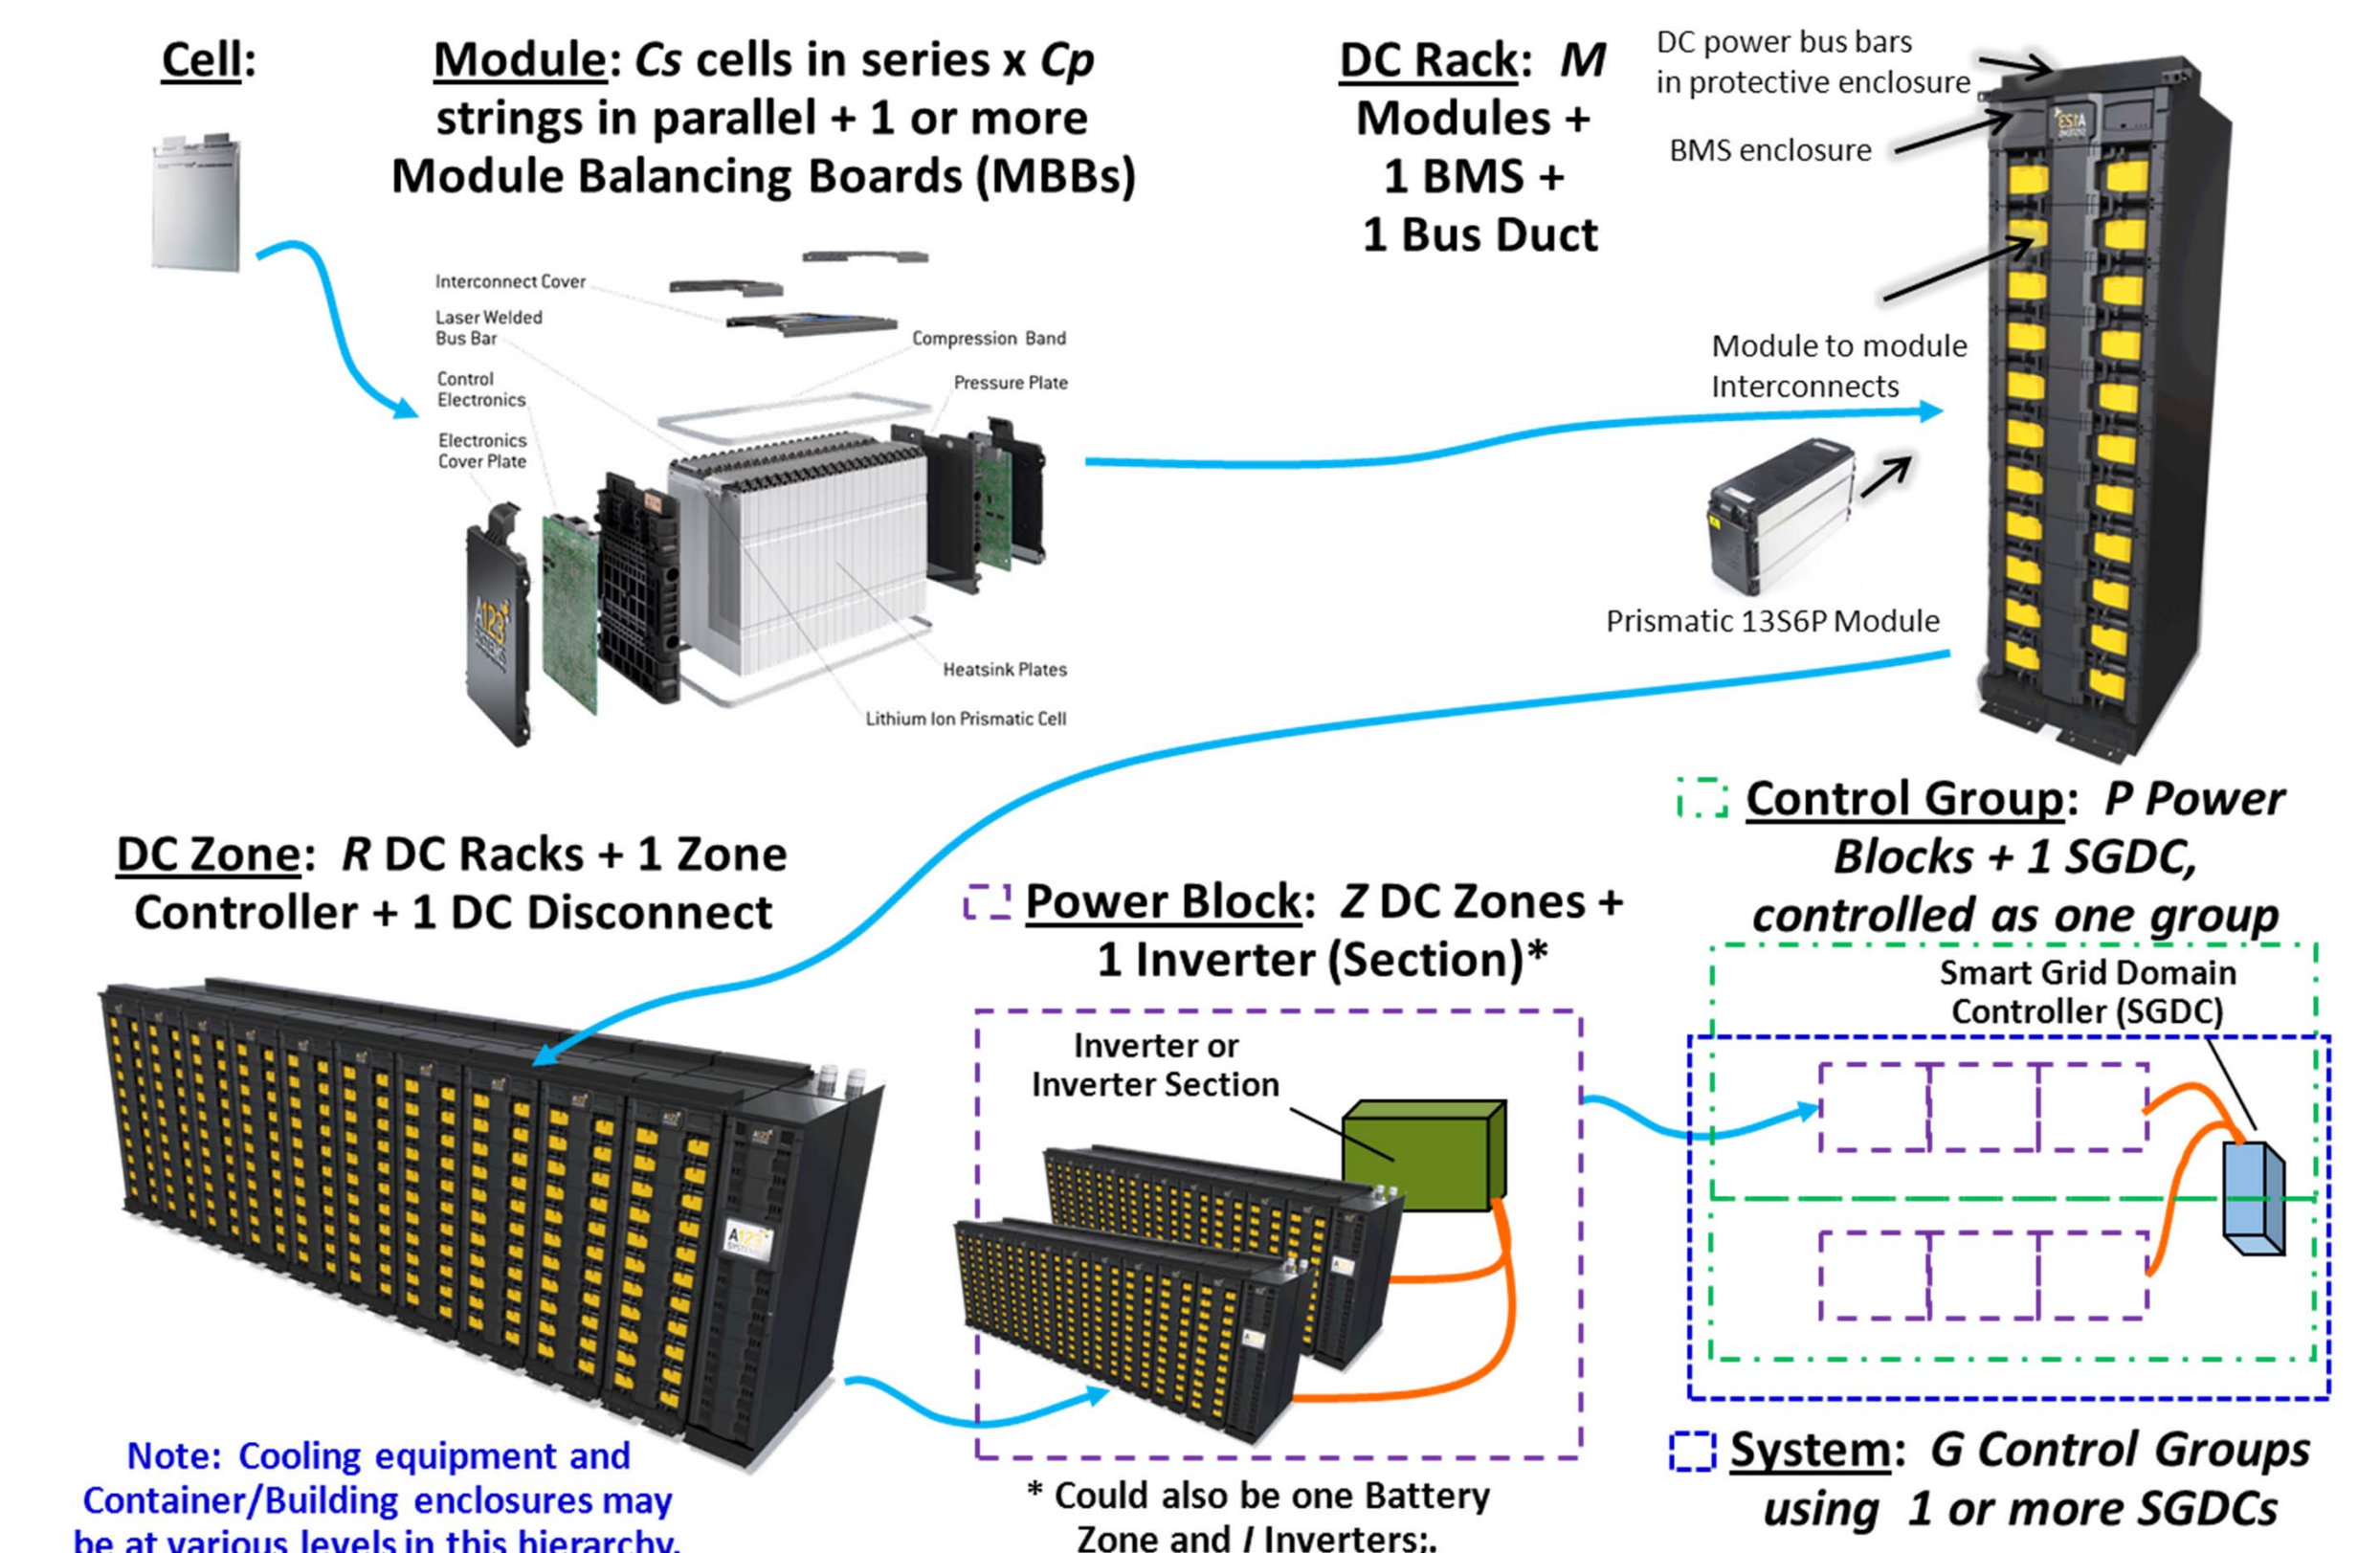 Cell:
Module: Cs cells in series x Cp
strings in parallel + 1 or more
Module Balancing Boards (MBBs)
DC Rack: M
Modules +
1 BMS +
1 Bus Duct
DC power bus bars
in protective enclosure
BMS enclosure
Module to module
Interconnects
Prismatic 13S6P Module
Interconnect Cover
Laser Welded
Bus Bar
Control
Electronics
Electronics
Cover Plate
Compression Band
Pressure Plate
Heatsink Plates
Lithium Ion Prismatic Cell
A123
SYSTEMS
DC Zone: R DC Racks + 1 Zone
Controller + 1 DC Disconnect
A123
SYSTEMS
Note: Cooling equipment and
Container/Building enclosures may
be at various levels in this hierarchy.
Power Block: Z DC Zones +
1 Inverter (Section)*
Inverter or
Inverter Section
* Could also be one Battery
Zone and I Inverters;.
Control Group: P Power
Blocks + 1 SGDC,
controlled as one group
Smart Grid Domain
Controller (SGDC)
System: G Control Groups
using 1 or more SGDCs